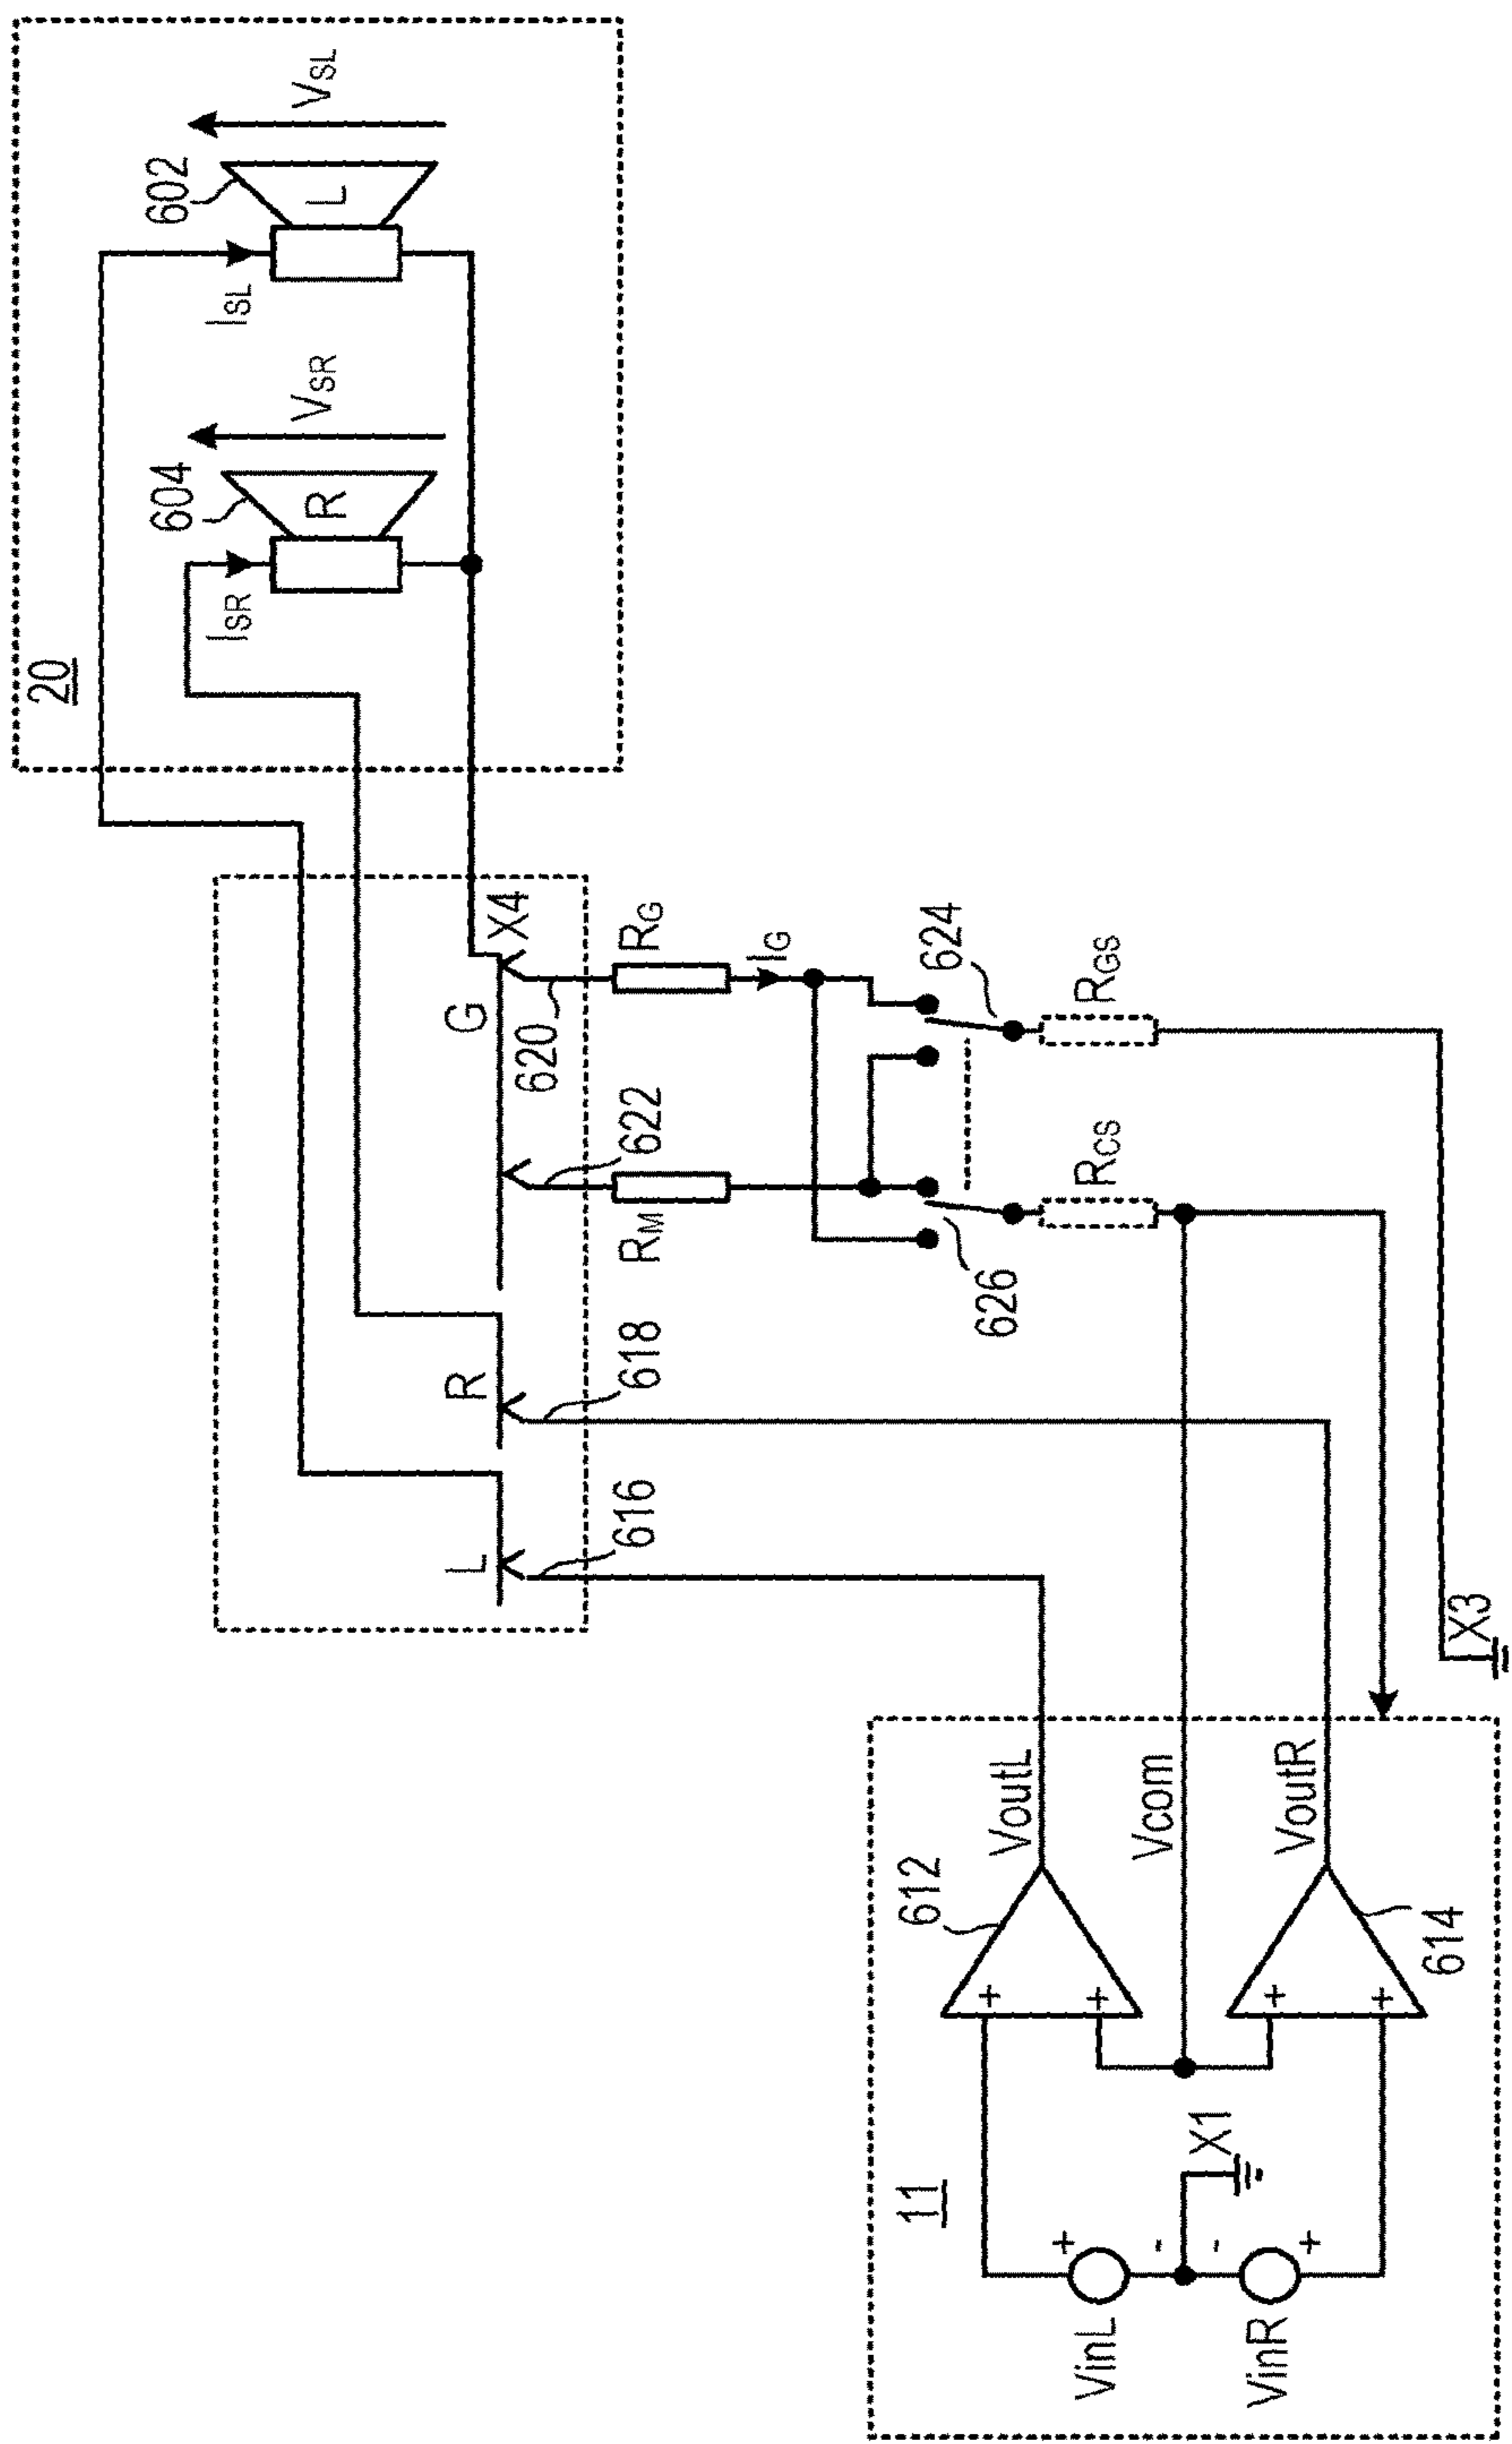 20
602
L
VSL
ISL
604
R
VSR
ISR
X4
G
620
RG
IG
622
RM
624
RGS
626
RCS
R
618
L
616
X3
11
612
VoutL
Vcom
VoutR
614
+
+
+
+
X1
+
-
-
+
VinL
VinR